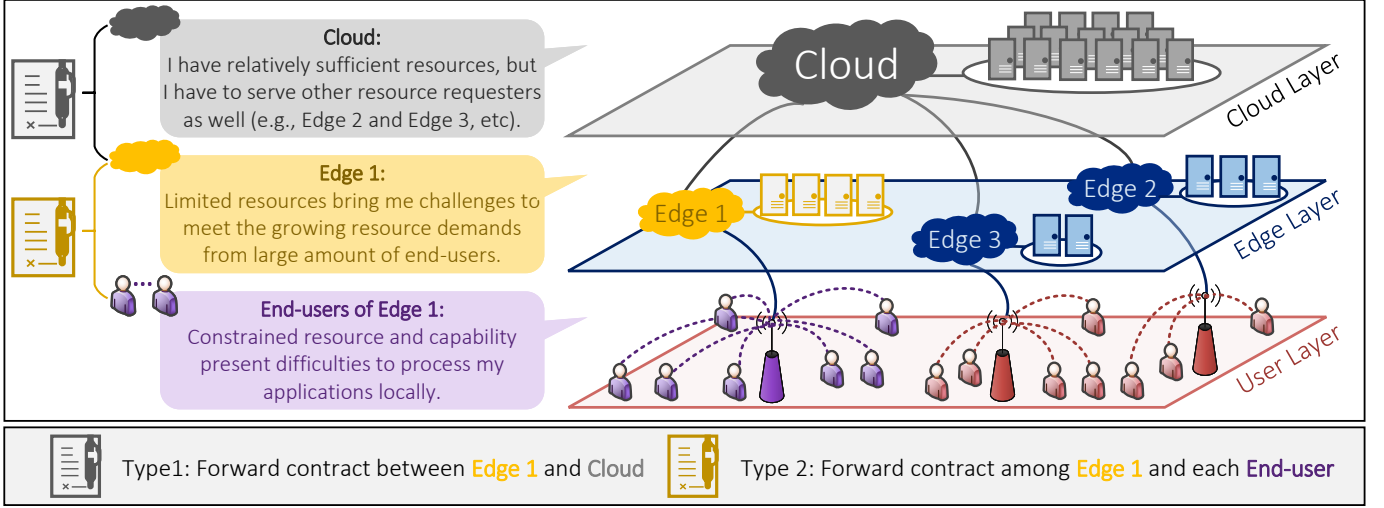 Cloud:
I have relatively sufficient resources, but
I have to serve other resource requesters
as well (e.g., Edge 2 and Edge 3, etc).
Edge 1:
Limited resources bring me challenges to
meet the growing resource demands
from large amount of end-users.
End-users of Edge 1:
Constrained resource and capability
present difficulties to process my
applications locally.
Cloud
Cloud Layer
Edge 1
Edge 2
Edge 3
Edge Layer
User Layer
Type1: Forward contract between Edge 1 and Cloud
Type 2: Forward contract among Edge 1 and each End-user